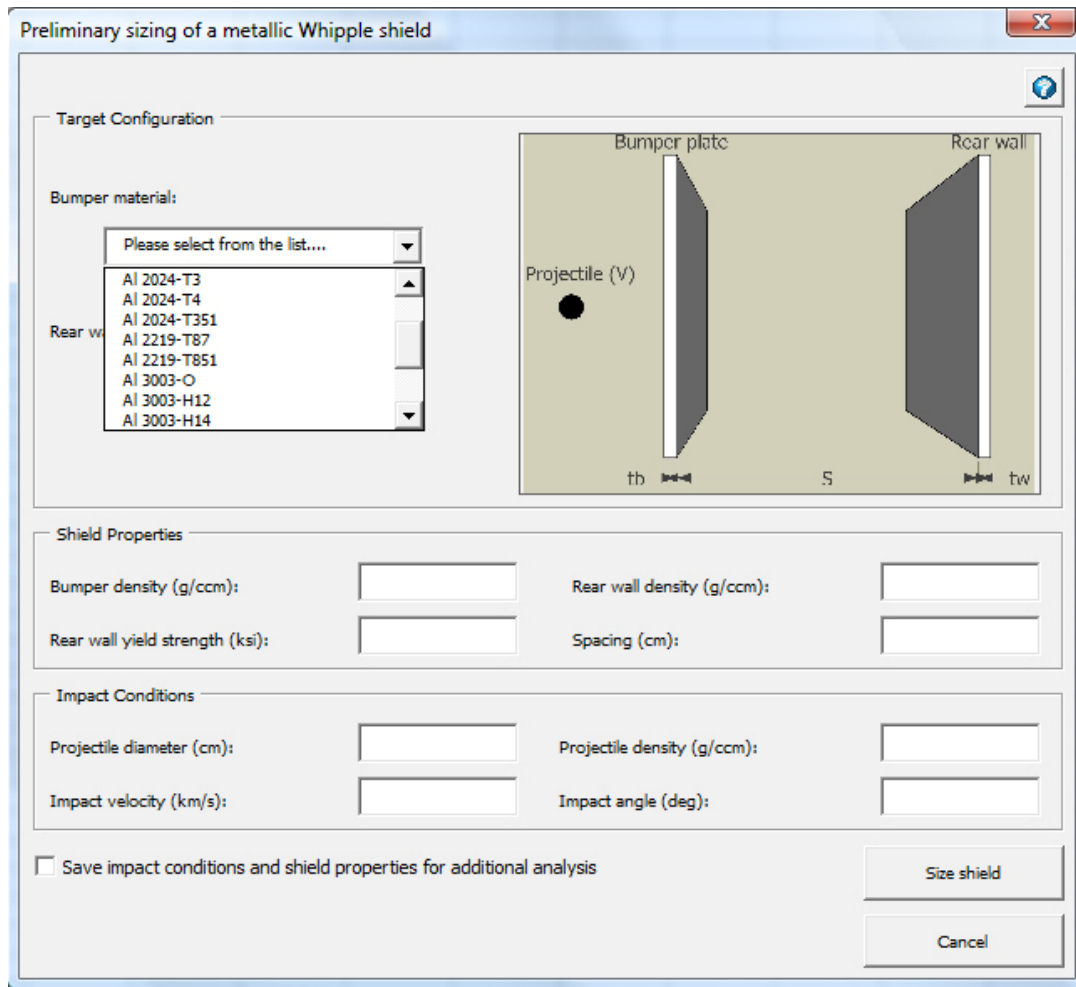 Preliminary sizing of a metallic Whipple shield
Target Configuration
Bumper material:
Please select from the list....
Al 2024-T3
Al 2024-T4
Al 2024-T351
Al 2219-T87
Al 2219-T851
Al 3003-O
Al 3003-H12
Al 3003-H14
Rear w
Bumper plate
Rear wall
Projectile (V)
tb
S
tw
Shield Properties
Bumper density (g/ccm):
Rear wall density (g/ccm):
Rear wall yield strength (ksi):
Spacing (cm):
Impact Conditions
Projectile diameter (cm):
Projectile density (g/ccm):
Impact velocity (km/s):
Impact angle (deg):
Save impact conditions and shield properties for additional analysis
Size shield
Cancel